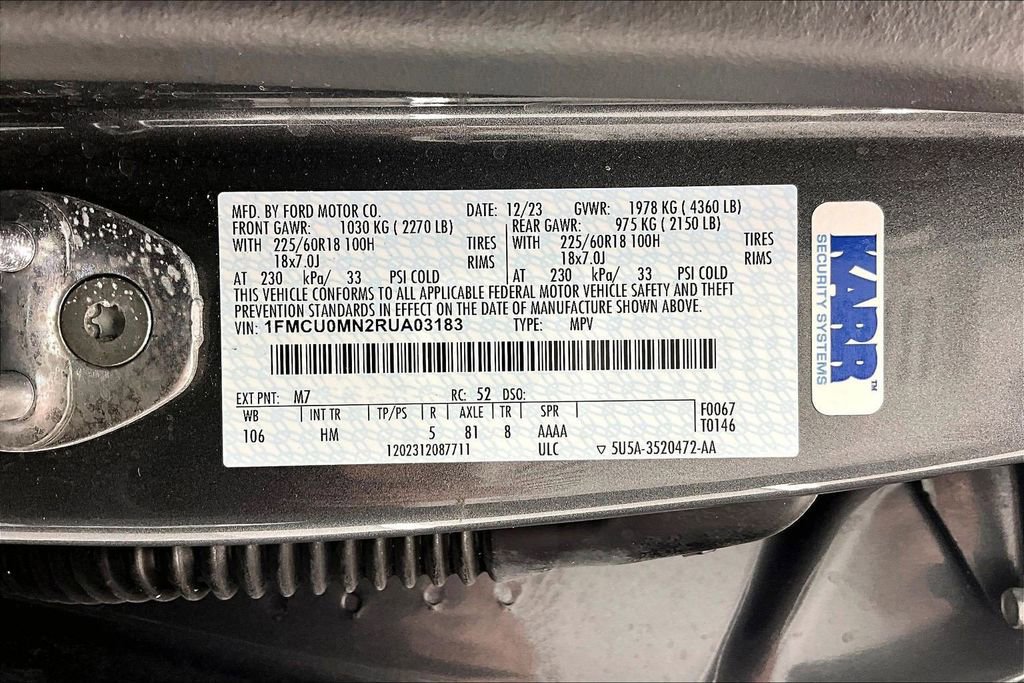 MFD. BY FORD MOTOR CO. DATE: 12/23 GVWR: 1978 KG ( 4360 LB)
FRONT GAWR: 1030 KG ( 2270 LB) REAR GAWR: 975 KG ( 2150 LB)
WITH 225/60R18 100H TIRES WITH 225/60R18 100H TIRES
18x7.0J RIMS 18x7.0J RIMS
AT 230 kPa/ 33 PSI COLD AT 230 kPa/ 33 PSI COLD
THIS VEHICLE CONFORMS TO ALL APPLICABLE FEDERAL MOTOR VEHICLE SAFETY AND THEFT
PREVENTION STANDARDS IN EFFECT ON THE DATE OF MANUFACTURE SHOWN ABOVE.
VIN: 1FMCU0MN2RUA03183 TYPE: MPV
EXT PNT: M7 RC: 52 DSO:
WB INT TR TP/PS R AXLE TR SPR F0067
106 HM 5 81 8 AAAA T0146
1202312087711 ULC ▽ 5U5A-3520472-AA
KARR™
SECURITY SYSTEMS